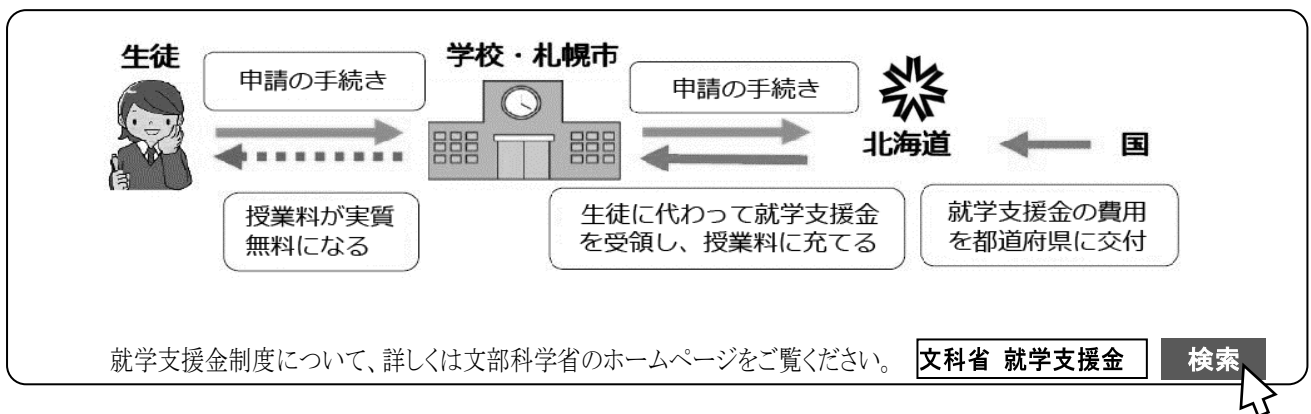 生徒
申請の手続き
学校・札幌市
申請の手続き
北海道
国
授業料が実質
無料になる
生徒に代わって就学支援金
を受領し、授業料に充てる
就学支援金の費用
を都道府県に交付
就学支援金制度について、詳しくは文部科学省のホームページをご覧ください。 文科省 就学支援金 検索